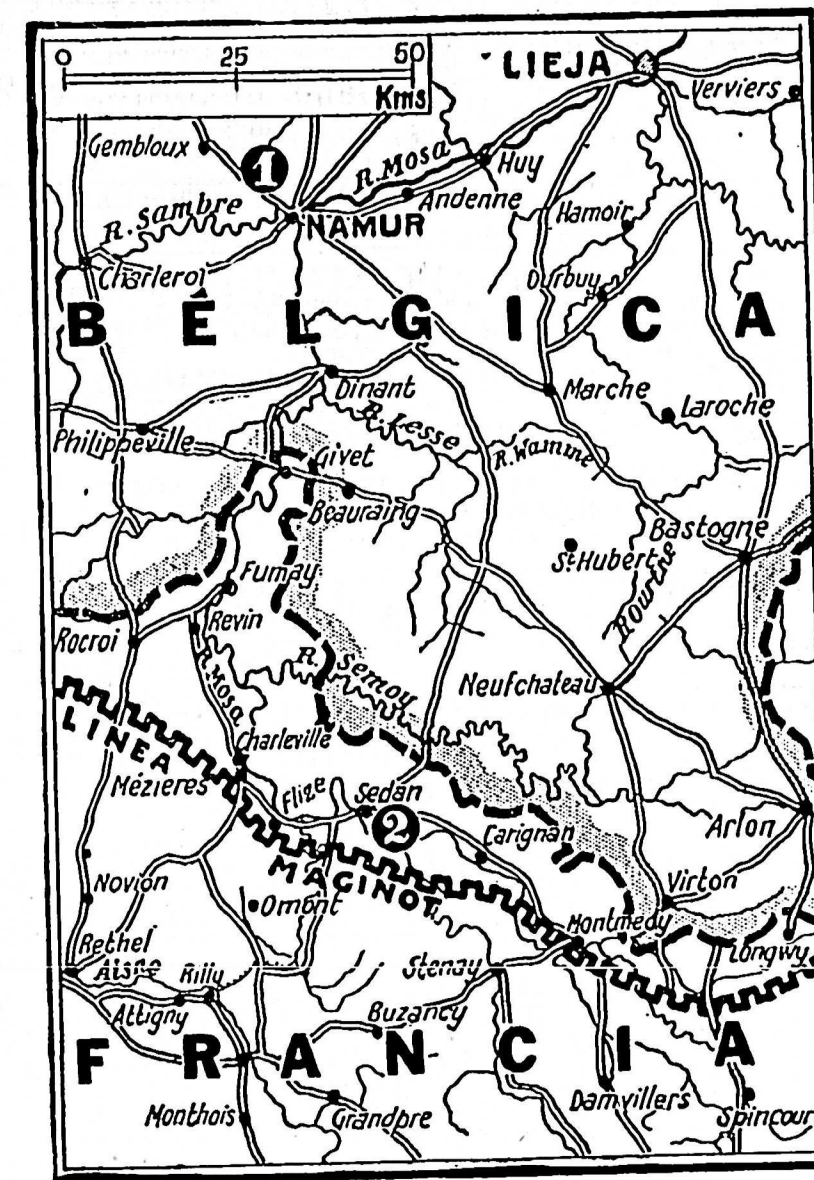 0 25 50
Kms
LIEJA
Verviers
Gembloux
1
R. Mosa
Huy
Andenne
R. Sambre
NAMUR
Hamoir
Charleroi
Durbuy
BÉLGICA
Dinant
Marche
Laroche
Philippeville
R. Lesse
Givet
R. Wamme
Beauraing
Bastogne
St Hubert
R Ourthe
Fumay
Revin
Rocroi
R. Mosa
R. Semoy
Neufchateau
LINEA
Charleville
Mézieres
Flize
Sedan
2
Carignan
Arlon
MAGINOT
Virton
Novion
Omont
Montmedy
Longwy
Rethel
Aisne
Rilly
Stenay
Attigny
Buzancy
FRANCIA
Monthois
Grandpre
Damvillers
Spincour